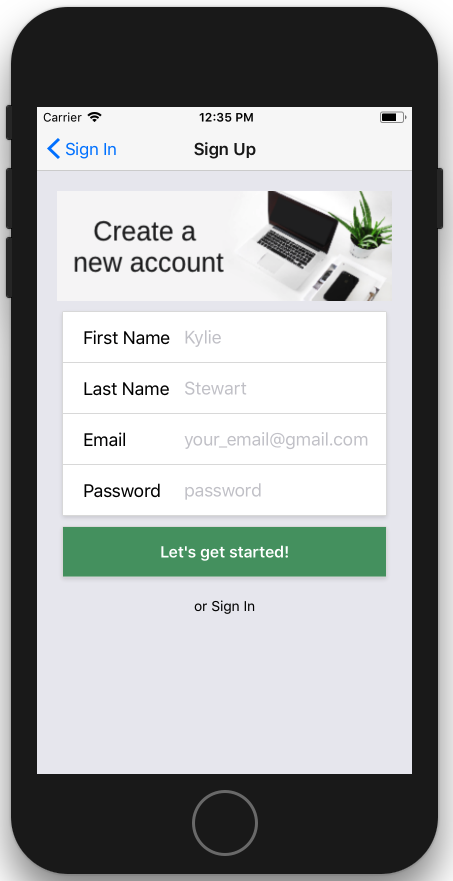 Carrier 12:35 PM
Sign In Sign Up
Create a
new account
First Name Kylie
Last Name Stewart
Email your_email@gmail.com
Password password
Let's get started!
or Sign In